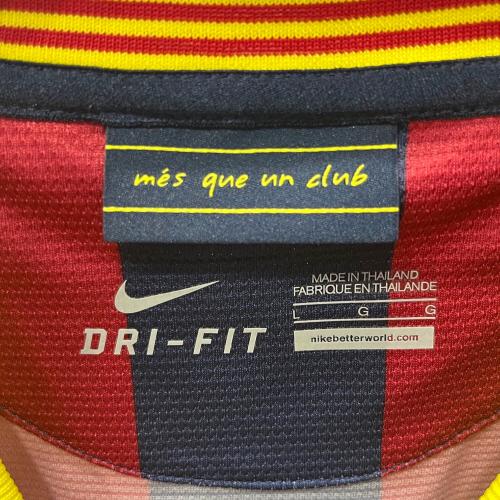 més que un club
DRI-FIT
MADE IN THAILAND
FABRIQUE EN THAILANDE
L G G
nikebetterworld.com